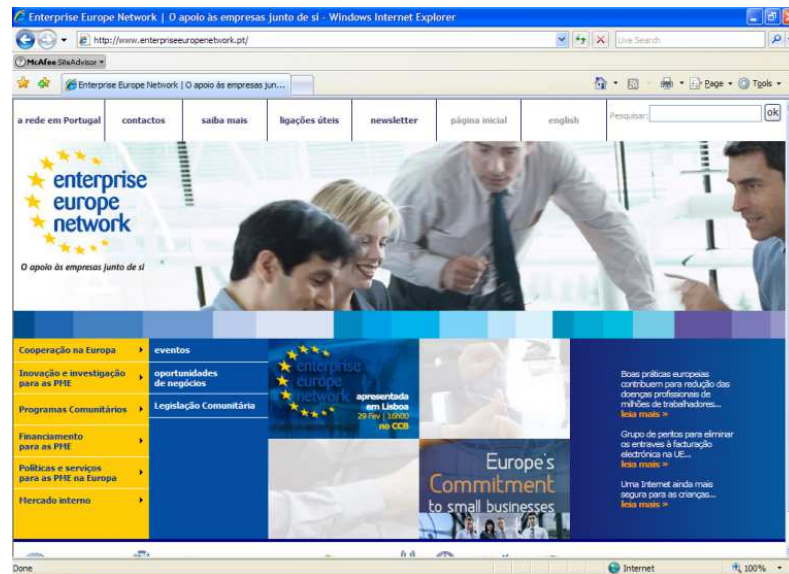 Enterprise Europe Network | O apoio às empresas junto de si - Windows Internet Explorer
http://www.enterpriseeuropenetwork.pt/
Live Search
McAfee SiteAdvisor
Enterprise Europe Network | O apoio às empresas jun...
Page
Tools
a rede em Portugal
contactos
saiba mais
ligações úteis
newsletter
página inicial
english
Pesquisar:
ok
enterprise
europe
network
O apoio às empresas junto de si
Cooperação na Europa
Inovação e investigação
para as PME
Programas Comunitários
Financiamento
para as PME
Políticas e serviços
para as PME na Europa
Mercado interno
eventos
oportunidades
de negócios
Legislação Comunitária
enterprise
europe
network
apresentada
em Lisboa
29 Fev | 16h00
no CCB
Europe's
Commitment
to small businesses
Boas práticas europeias
contribuem para redução das
doenças profissionais de
milhões de trabalhadores...
leia mais »
Grupo de peritos para eliminar
os entraves à facturação
electrónica na UE...
leia mais »
Uma Internet ainda mais
segura para as crianças...
leia mais »
Done
Internet
100%